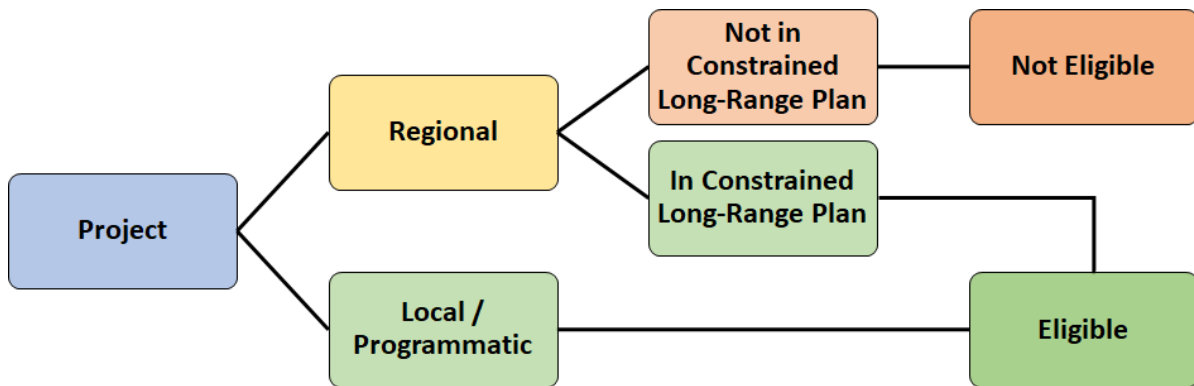 Not in
Constrained
Long-Range Plan
Not Eligible
Regional
In Constrained
Long-Range Plan
Project
Local /
Programmatic
Eligible